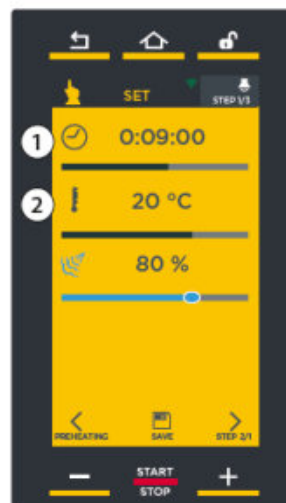 SET
STEP 1/3
1
0:09:00
2
20 °C
80 %
PREHEATING
SAVE
STEP 2/1
START
STOP